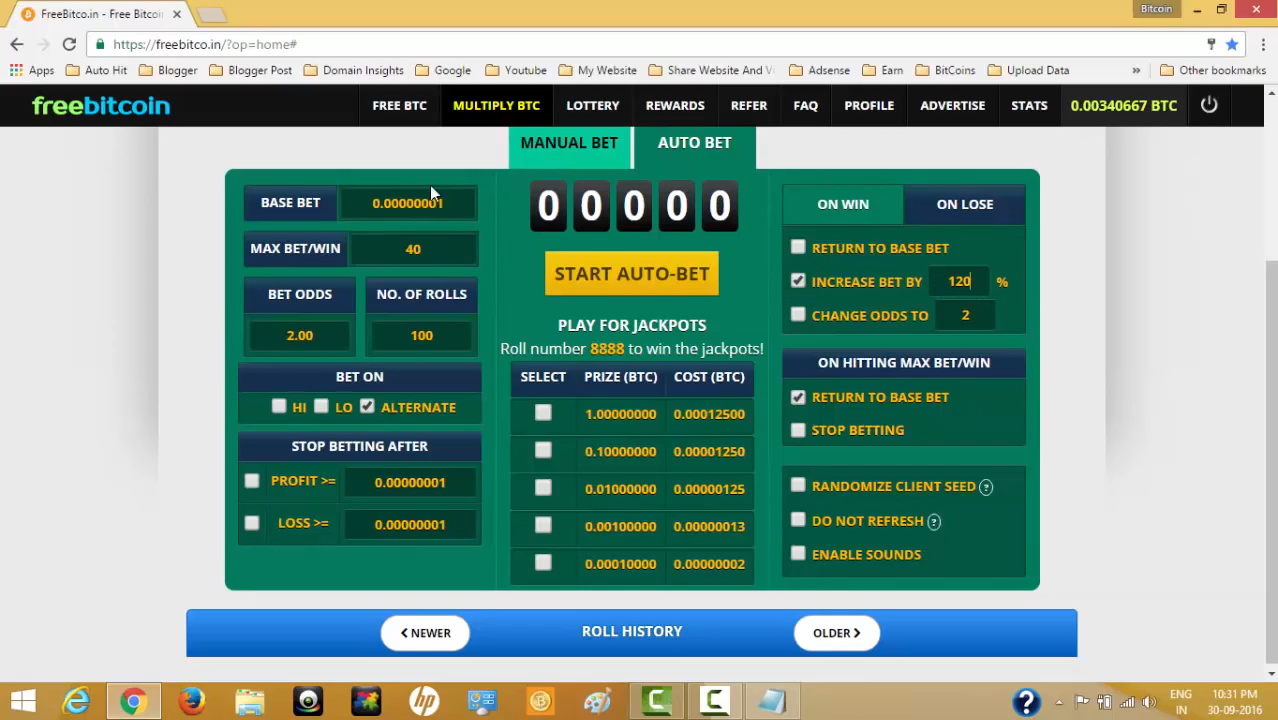 FreeBitco.in - Free Bitcoi
Bitcoin
https://freebitco.in/?op=home#
Apps Auto Hit Blogger Blogger Post Domain Insights Google Youtube My Website Share Website And V Adsense Earn BitCoins Upload Data » Other bookmarks
freebitcoin FREE BTC MULTIPLY BTC LOTTERY REWARDS REFER FAQ PROFILE ADVERTISE STATS 0.00340667 BTC
MANUAL BET AUTO BET
BASE BET 0.00000001
MAX BET/WIN 40
BET ODDS NO. OF ROLLS
2.00 100
BET ON
HI LO ALTERNATE
STOP BETTING AFTER
PROFIT >= 0.00000001
LOSS >= 0.00000001
0 0 0 0 0
START AUTO-BET
PLAY FOR JACKPOTS
Roll number 8888 to win the jackpots!
SELECT PRIZE (BTC) COST (BTC)
1.00000000 0.00012500
0.10000000 0.00001250
0.01000000 0.00000125
0.00100000 0.00000013
0.00010000 0.00000002
ON WIN ON LOSE
RETURN TO BASE BET
INCREASE BET BY 120 %
CHANGE ODDS TO 2
ON HITTING MAX BET/WIN
RETURN TO BASE BET
STOP BETTING
RANDOMIZE CLIENT SEED ?
DO NOT REFRESH ?
ENABLE SOUNDS
NEWER ROLL HISTORY OLDER
ENG 10:31 PM
IN 30-09-2016